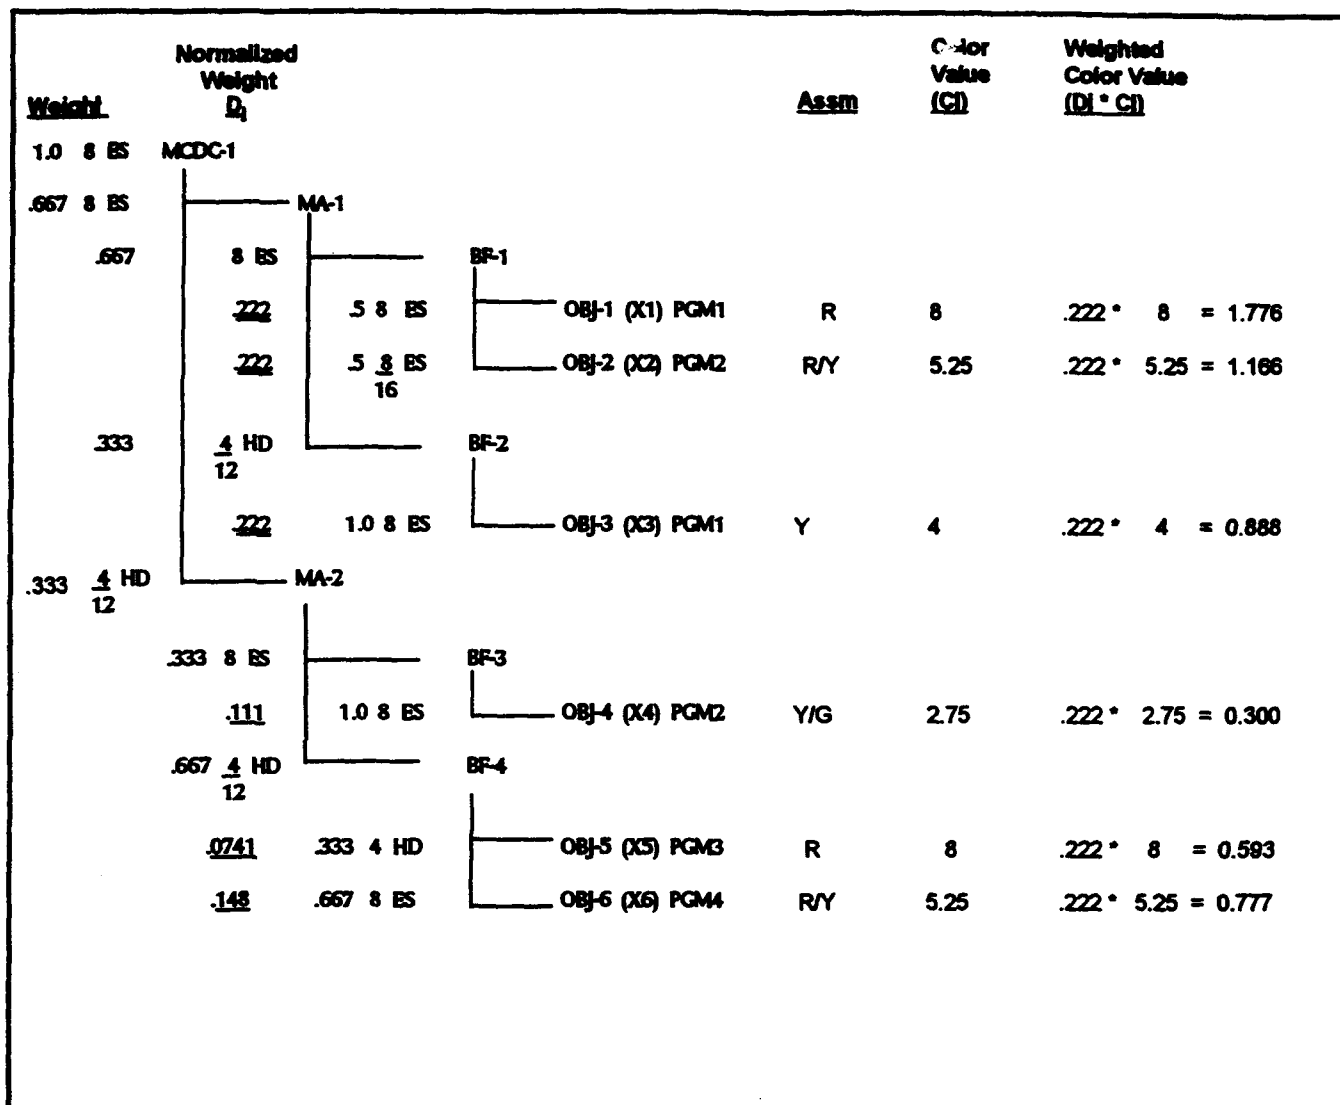 Normalized Weight Di
Weight
Assm
Color Value (Ci)
Weighted Color Value (Di * Ci)
1.0 8 ES MCDC-1
.667 8 ES MA-1
.667 8 ES BF-1
.222 .5 8 ES OBJ-1 (X1) PGM1 R 8 .222 * 8 = 1.776
.222 .5 8 ES OBJ-2 (X2) PGM2 R/Y 5.25 .222 * 5.25 = 1.166
16
.333 4 HD BF-2
12
.222 1.0 8 ES OBJ-3 (X3) PGM1 Y 4 .222 * 4 = 0.888
.333 4 HD MA-2
12
.333 8 ES BF-3
.111 1.0 8 ES OBJ-4 (X4) PGM2 Y/G 2.75 .222 * 2.75 = 0.300
.667 4 HD BF-4
12
.0741 .333 4 HD OBJ-5 (X5) PGM3 R 8 .222 * 8 = 0.593
.148 .667 8 ES OBJ-6 (X6) PGM4 R/Y 5.25 .222 * 5.25 = 0.777